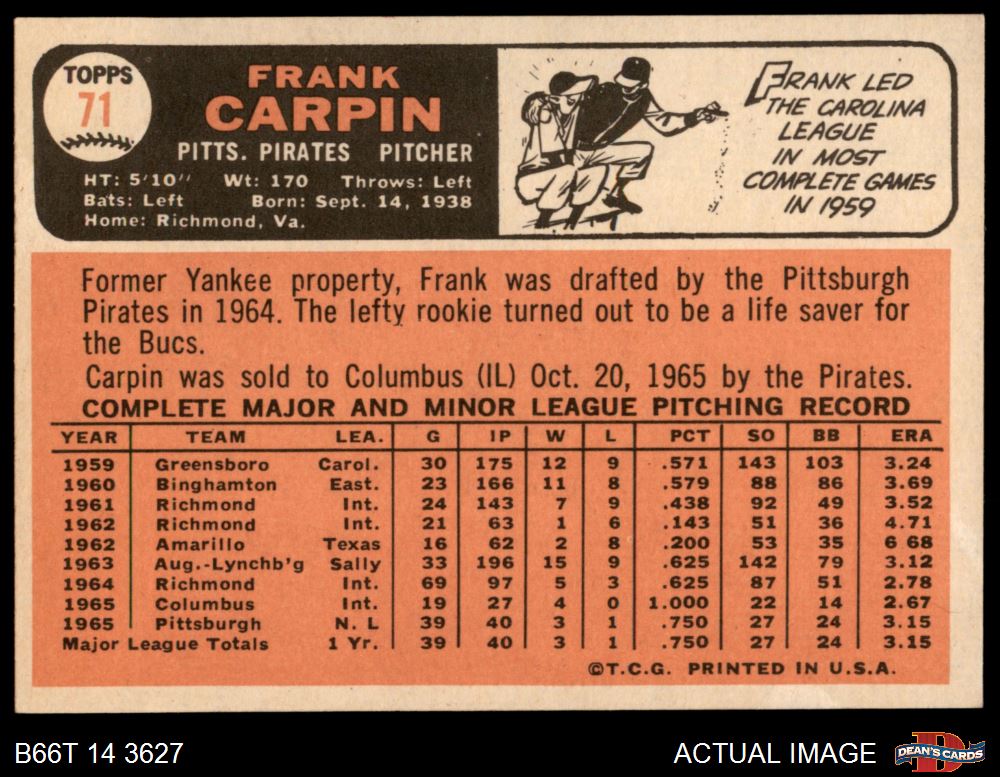 TOPPS
71
FRANK
CARPIN
PITTS. PIRATES PITCHER
HT: 5'10" Wt: 170 Throws: Left
Bats: Left Born: Sept. 14, 1938
Home: Richmond, Va.
FRANK LED
THE CAROLINA
LEAGUE
IN MOST
COMPLETE GAMES
IN 1959
Former Yankee property, Frank was drafted by the Pittsburgh
Pirates in 1964. The lefty rookie turned out to be a life saver for
the Bucs.
Carpin was sold to Columbus (IL) Oct. 20, 1965 by the Pirates.
COMPLETE MAJOR AND MINOR LEAGUE PITCHING RECORD
YEAR TEAM LEA. G IP W L PCT SO BB ERA
1959 Greensboro Carol. 30 175 12 9 .571 143 103 3.24
1960 Binghamton East. 23 166 11 8 .579 88 86 3.69
1961 Richmond Int. 24 143 7 9 .438 92 49 3.52
1962 Richmond Int. 21 63 1 6 .143 51 36 4.71
1962 Amarillo Texas 16 62 2 8 .200 53 35 6 68
1963 Aug.-Lynchb'g Sally 33 196 15 9 .625 142 79 3.12
1964 Richmond Int. 69 97 5 3 .625 87 51 2.78
1965 Columbus Int. 19 27 4 0 1.000 22 14 2.67
1965 Pittsburgh N. L 39 40 3 1 .750 27 24 3.15
Major League Totals 1 Yr. 39 40 3 1 .750 27 24 3.15
©T.C.G. PRINTED IN U.S.A.
B66T 14 3627
ACTUAL IMAGE
DEAN'S CARDS